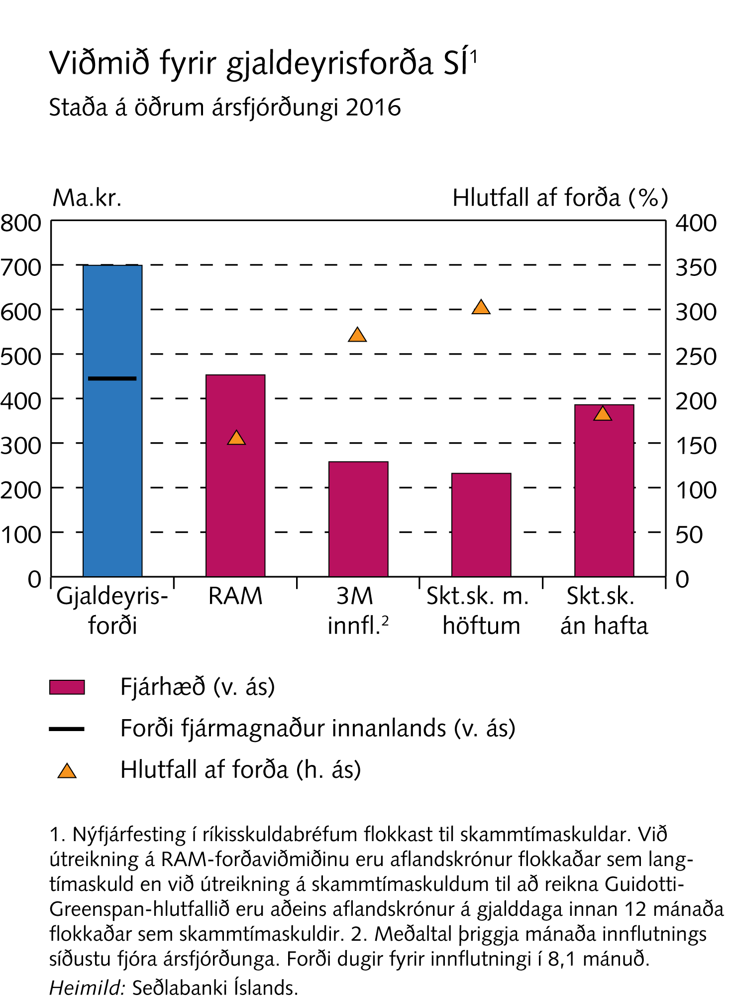 Viðmið fyrir gjaldeyrisforða SÍ¹
Staða á öðrum ársfjórðungi 2016
Ma.kr.
Hlutfall af forða (%)
800
700
600
500
400
300
200
100
0
400
350
300
250
200
150
100
50
0
Gjaldeyris-
forði
RAM
3M
innfl.²
Skt.sk. m.
höftum
Skt.sk.
án hafta
Fjárhæð (v. ás)
Forði fjármagnaður innanlands (v. ás)
Hlutfall af forða (h. ás)
1. Nýfjárfesting í ríkisskuldabréfum flokkast til skammtímaskuldar. Við
útreikning á RAM-forðaviðmiðinu eru aflandskrónur flokkaðar sem lang-
tímaskuld en við útreikning á skammtímaskuldum til að reikna Guidotti-
Greenspan-hlutfallið eru aðeins aflandskrónur á gjalddaga innan 12 mánaða
flokkaðar sem skammtímaskuldir. 2. Meðaltal þriggja mánaða innflutnings
síðustu fjóra ársfjórðunga. Forði dugir fyrir innflutningi í 8,1 mánuð.
Heimild: Seðlabanki Íslands.